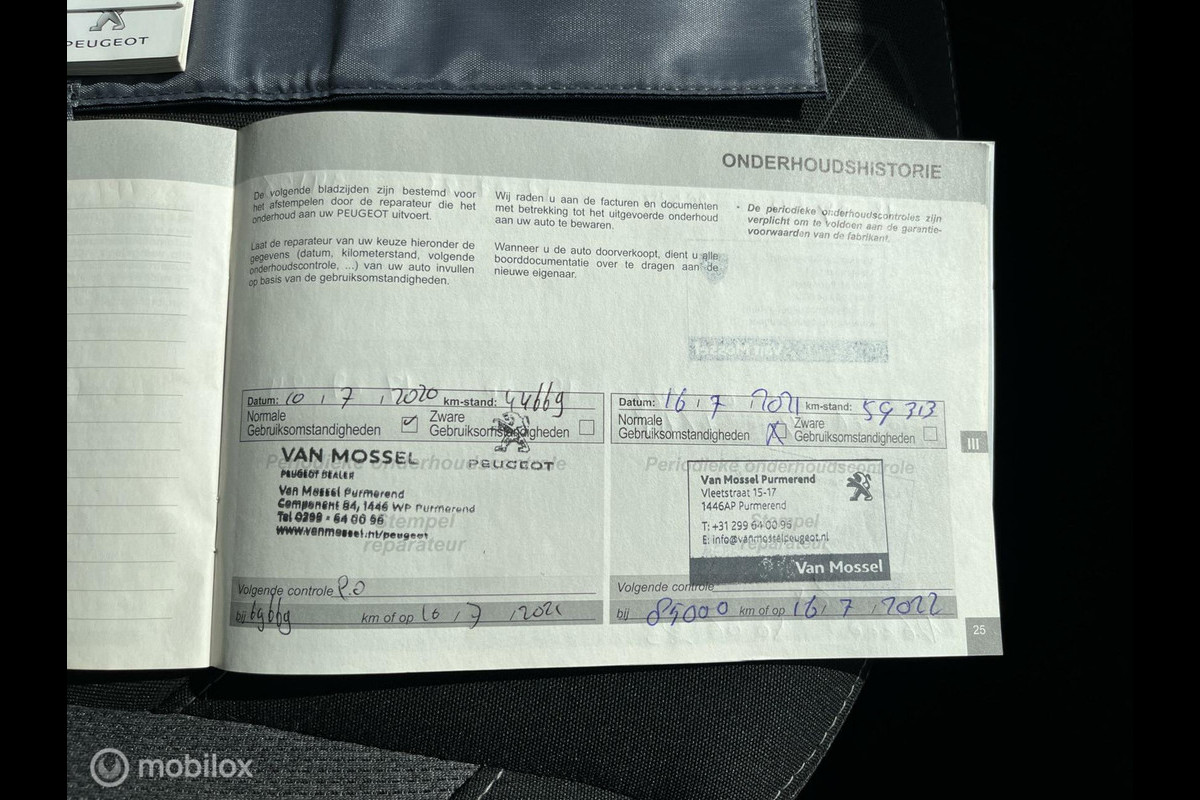 PEUGEOT
ONDERHOUDSHISTORIE
De volgende bladzijden zijn bestemd voor
het afstempelen door de reparateur die het
onderhoud aan uw PEUGEOT uitvoert.
Laat de reparateur van uw keuze hieronder de
gegevens (datum, kilometerstand, volgende
onderhoudscontrole, ...) van uw auto invullen
op basis van de gebruiksomstandigheden.
Wij raden u aan de facturen en documenten
met betrekking tot het uitgevoerde onderhoud
aan uw auto te bewaren.
Wanneer u de auto doorverkoopt, dient u alle
boorddocumentatie over te dragen aan de
nieuwe eigenaar.
- De periodieke onderhoudscontroles zijn
verplicht om te voldoen aan de garantie-
voorwaarden van de fabrikant.
Datum: 10 / 7 / 2020 km-stand: 44669
Normale
Gebruiksomstandigheden
Zware
Gebruiksomstandigheden
VAN MOSSEL
PEUGEOT DEALER
PEUGEOT
Periodieke onderhoudscontrole
Van Mossel Purmerend
Component 84, 1446 WP Purmerend
Tel 0299 - 64 00 96
www.vanmossel.nl/peugeot
Stempel
reparateur
Volgende controle P.O
bij 69669 km of op 10 / 7 / 2021
Datum: 16 / 7 / 2021 km-stand: 59 313
Normale
Gebruiksomstandigheden
Zware
Gebruiksomstandigheden
Periodieke onderhoudscontrole
Van Mossel Purmerend
Vleetstraat 15-17
1446AP Purmerend
T: +31 299 64 00 96
E: info@vanmosselpeugeot.nl
Stempel
reparateur
Van Mossel
Volgende controle
bij 85000 km of op 16 / 7 / 2022
III
25
mobilox